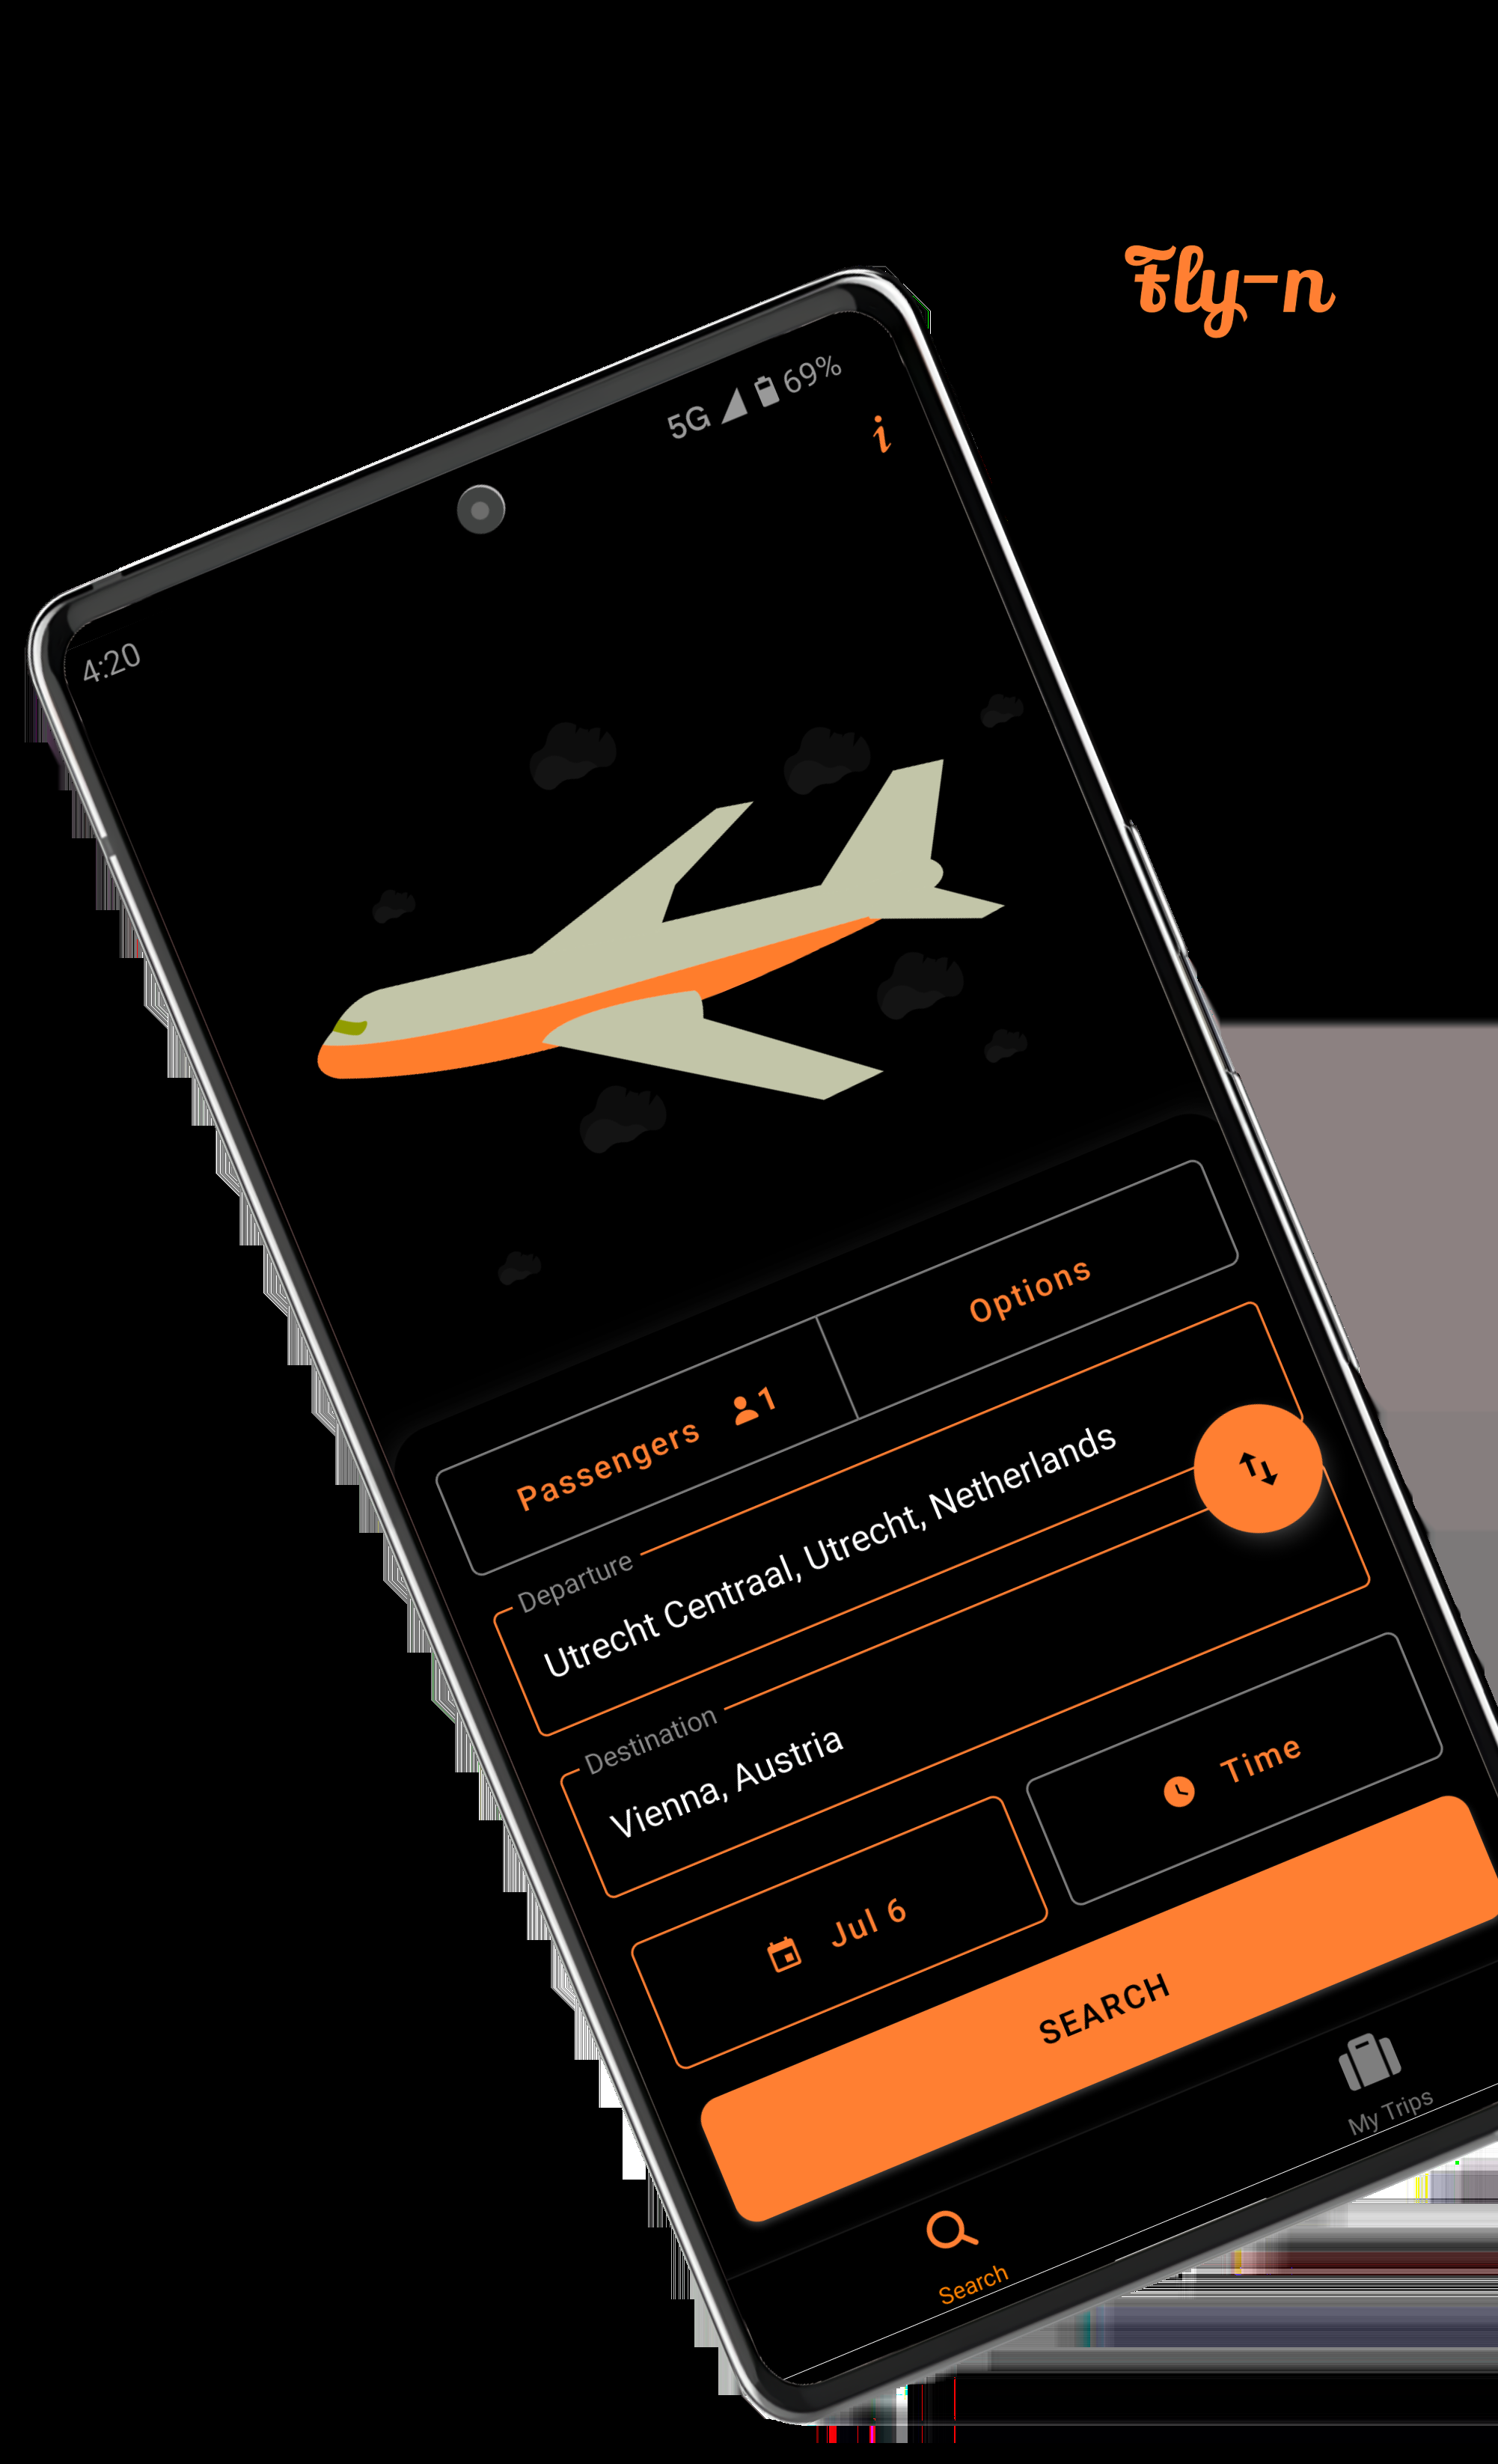 Fly-n
4:20
5G 69%
i
Passengers 1
Options
Departure
Utrecht Centraal, Utrecht, Netherlands
Destination
Vienna, Austria
Jul 6
Time
SEARCH
Search
My Trips